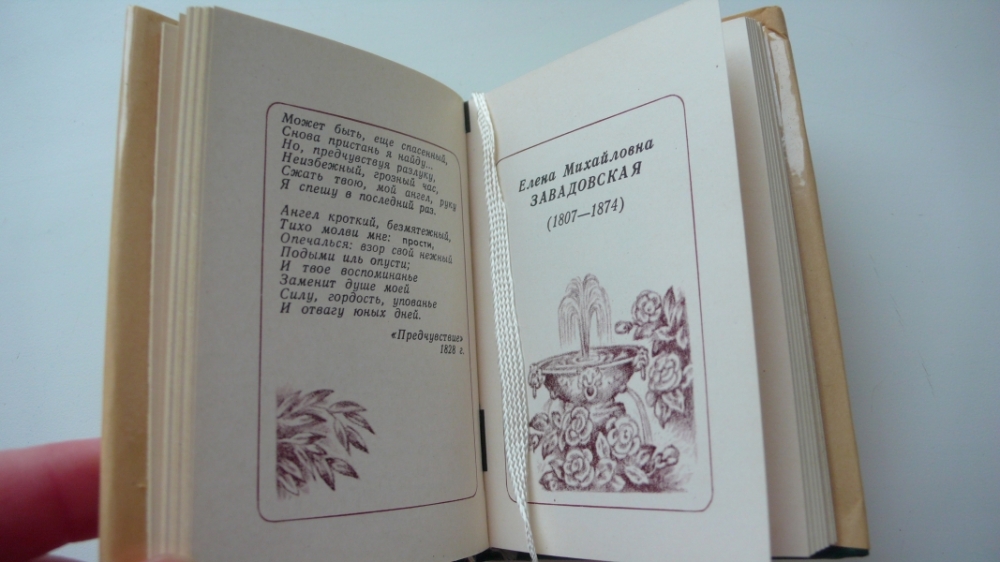 Может быть, еще спасенный,
Снова пристань я найду...
Но, предчувствуя разлуку,
Неизбежный, грозный час,
Сжать твою, мой ангел, руку
Я спешу в последний раз.
Ангел кроткий, безмятежный,
Тихо молви мне: прости,
Опечалься: взор свой нежный
Подыми иль опусти;
И твое воспоминанье
Заменит душе моей
Силу, гордость, упованье
И отвагу юных дней.
«Предчувствие»
1828 г.
Елена Михайловна
ЗАВАДОВСКАЯ
(1807—1874)